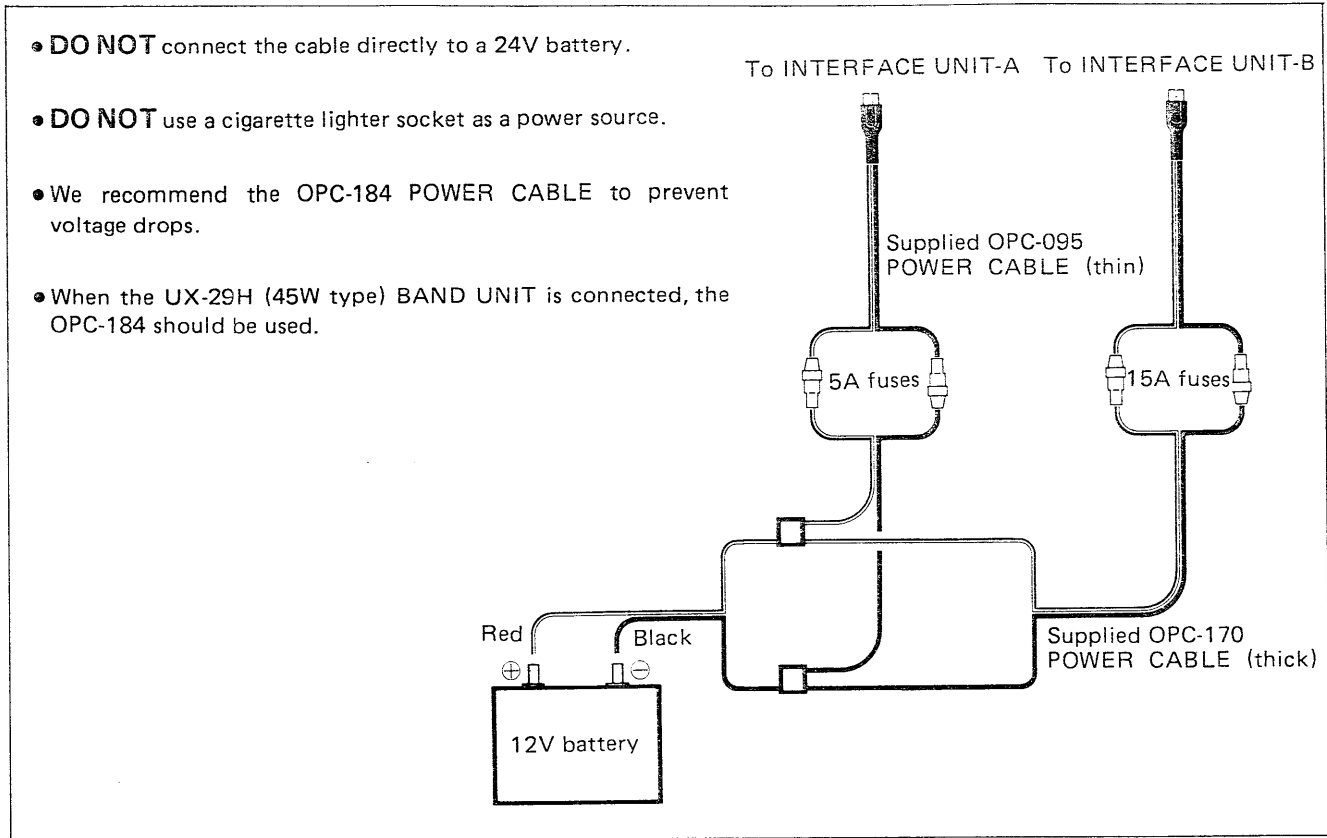 • DO NOT connect the cable directly to a 24V battery.
• DO NOT use a cigarette lighter socket as a power source.
• We recommend the OPC-184 POWER CABLE to prevent
voltage drops.
• When the UX-29H (45W type) BAND UNIT is connected, the
OPC-184 should be used.
To INTERFACE UNIT-A To INTERFACE UNIT-B
Supplied OPC-095
POWER CABLE (thin)
5A fuses
15A fuses
Red
Black
⊕
⊖
12V battery
Supplied OPC-170
POWER CABLE (thick)